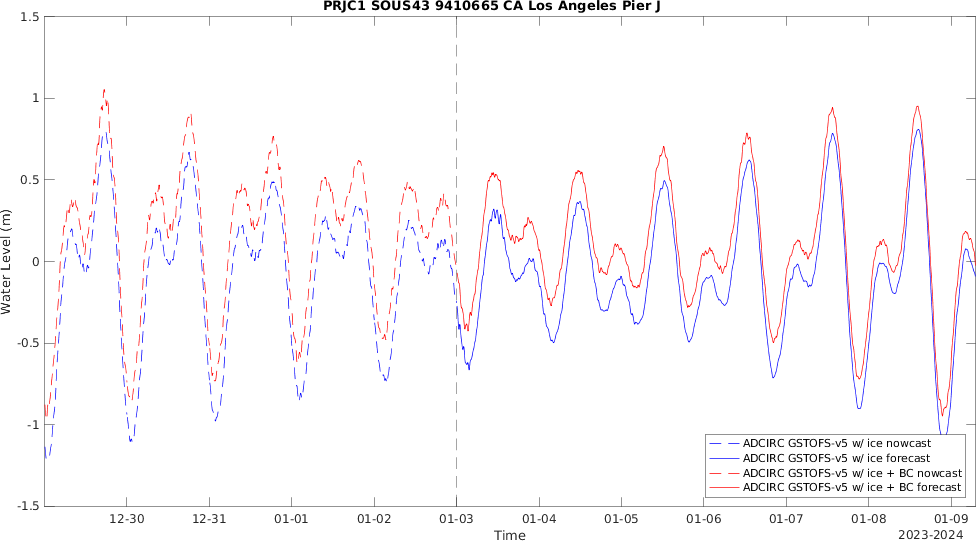 PRJC1 SOUS43 9410665 CA Los Angeles Pier J
1.5
1
0.5
0
-0.5
-1
-1.5
Water Level (m)
12-30
12-31
01-01
01-02
01-03
01-04
01-05
01-06
01-07
01-08
01-09
Time
2023-2024
ADCIRC GSTOFS-v5 w/ ice nowcast
ADCIRC GSTOFS-v5 w/ ice forecast
ADCIRC GSTOFS-v5 w/ ice + BC nowcast
ADCIRC GSTOFS-v5 w/ ice + BC forecast